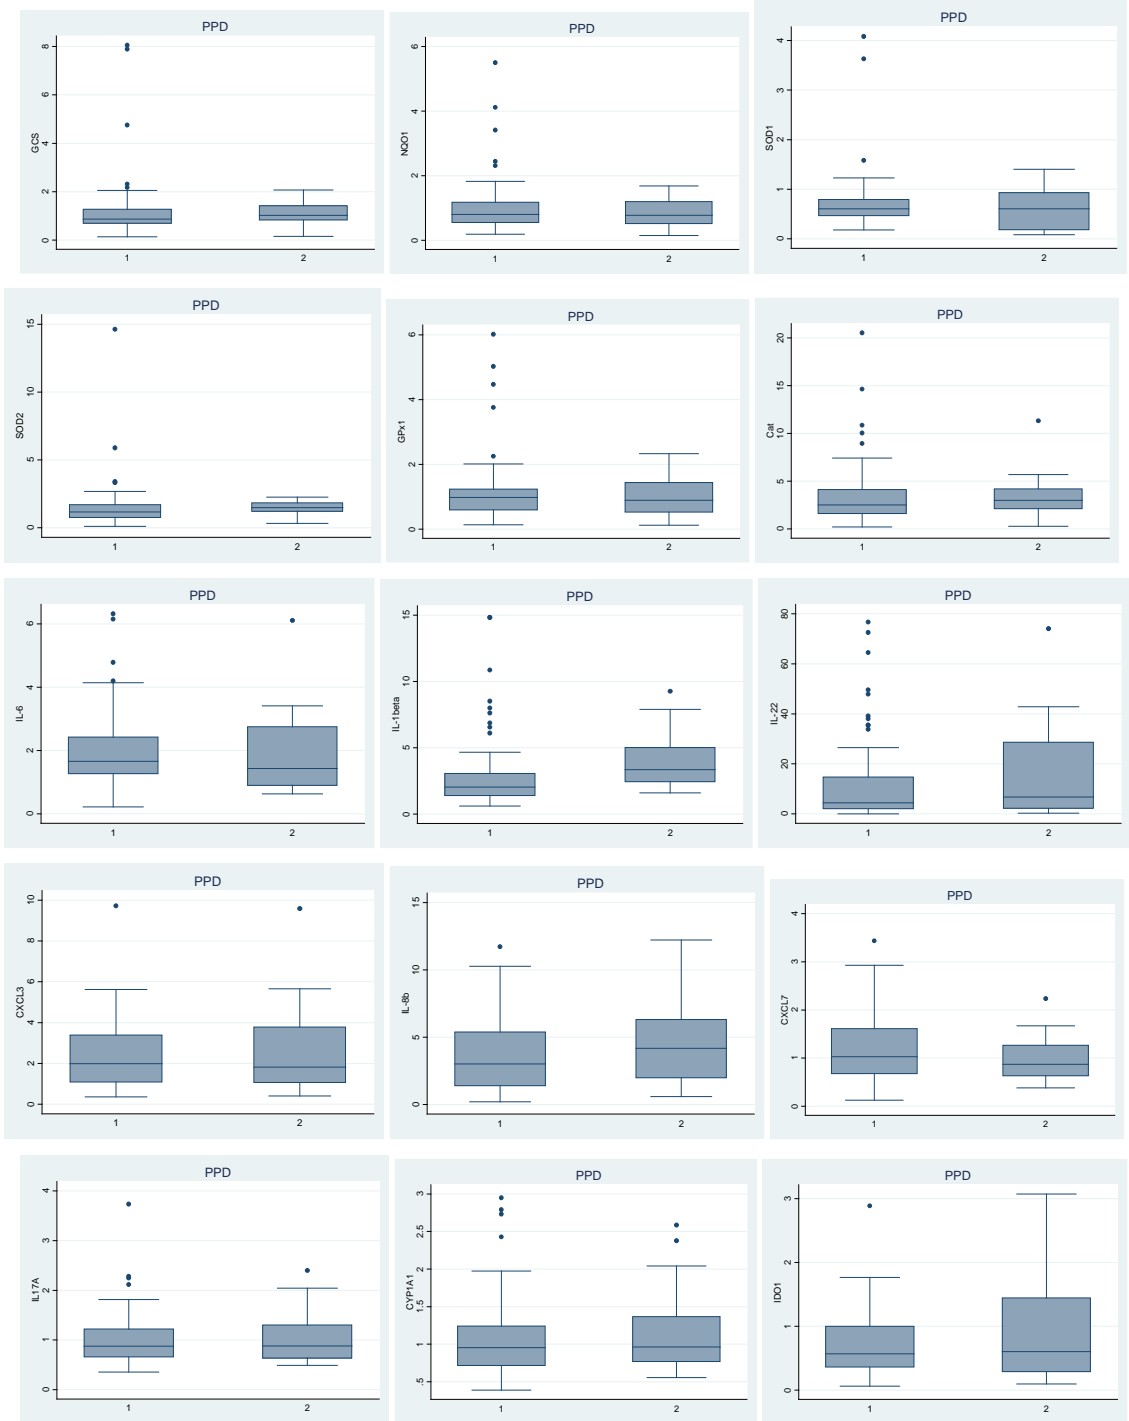 PPD
GCS
0 2 4 6 8
1 2
PPD
NQO1
0 2 4 6
1 2
PPD
SOD1
0 1 2 3 4
1 2
PPD
SOD2
0 5 10 15
1 2
PPD
GPx1
0 2 4 6
1 2
PPD
Cat
0 5 10 15 20
1 2
PPD
IL-6
0 2 4 6
1 2
PPD
IL-1beta
0 5 10 15
1 2
PPD
IL-22
0 20 40 60 80
1 2
PPD
CXCL3
0 2 4 6 8 10
1 2
PPD
IL-8b
0 5 10 15
1 2
PPD
CXCL7
0 1 2 3 4
1 2
PPD
IL17A
0 1 2 3 4
1 2
PPD
CYP1A1
.5 1 1.5 2 2.5 3
1 2
PPD
IDO1
0 1 2 3
1 2